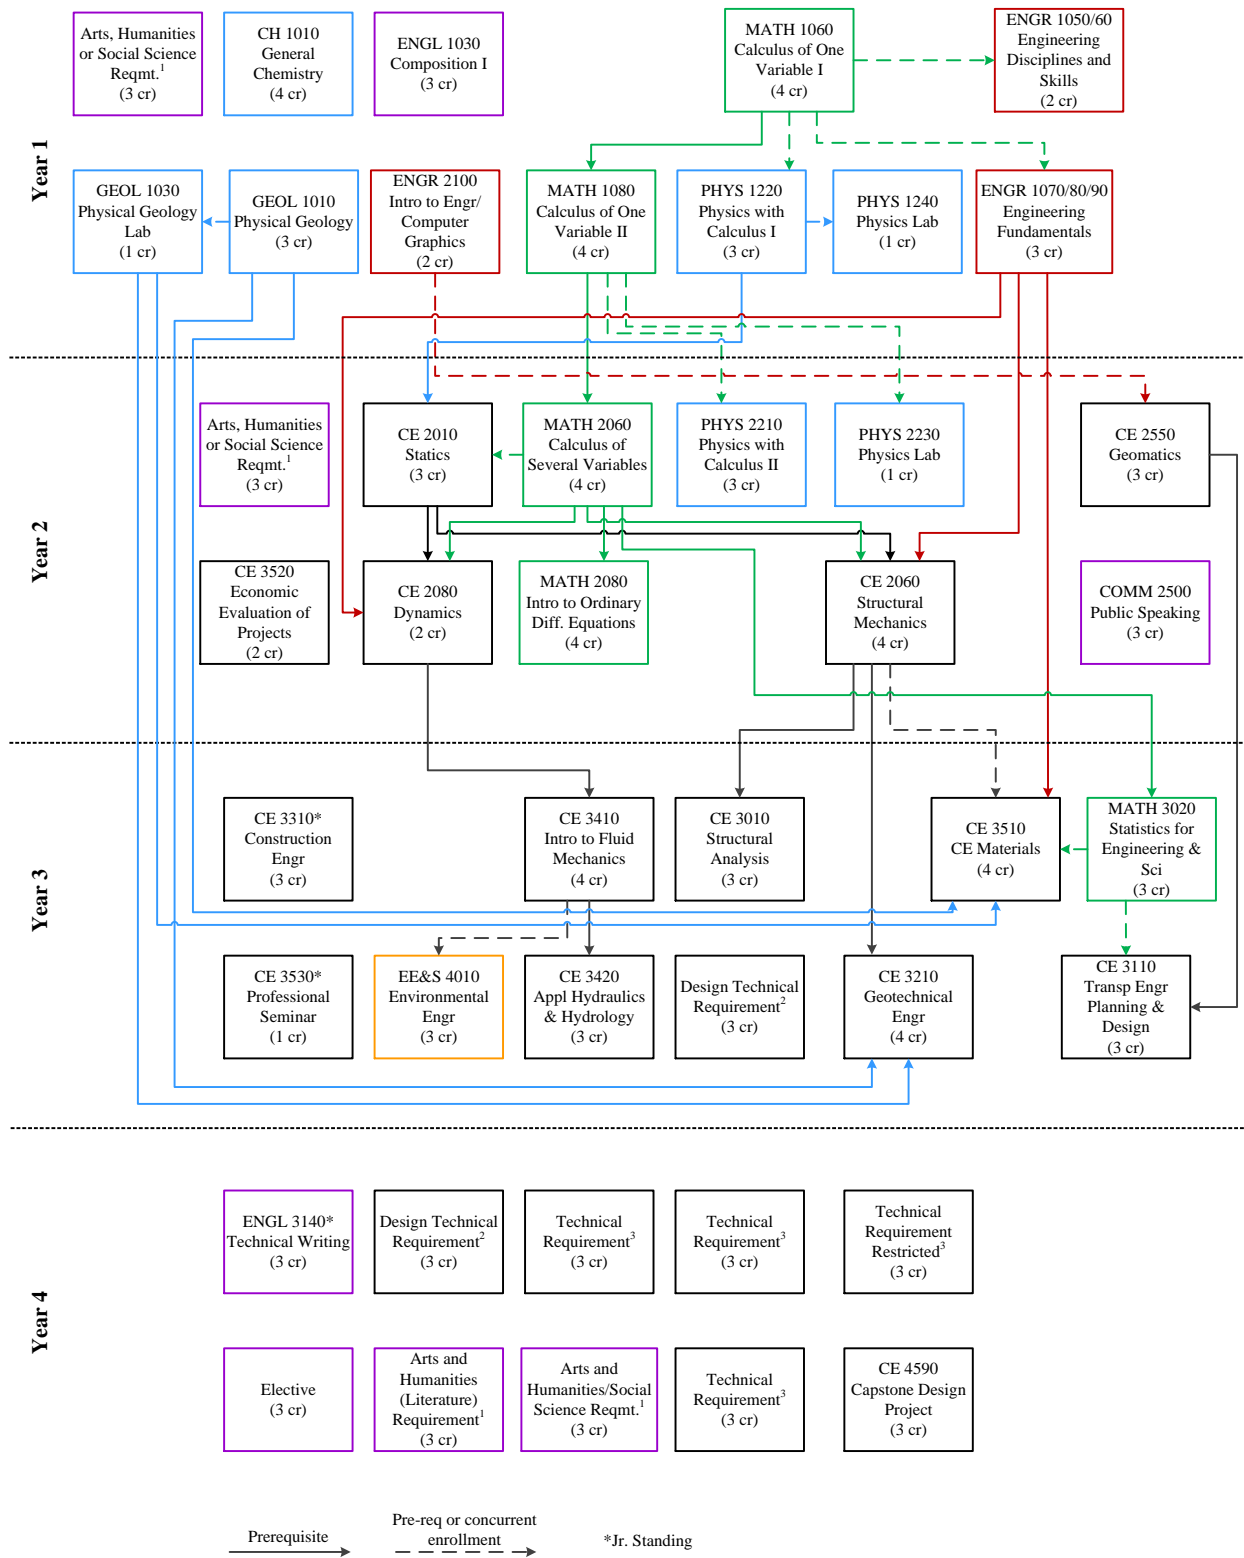 Year 1
Arts, Humanities
or Social Science
Reqmt.1
(3 cr)
CH 1010
General
Chemistry
(4 cr)
ENGL 1030
Composition I
(3 cr)
MATH 1060
Calculus of One
Variable I
(4 cr)
ENGR 1050/60
Engineering
Disciplines and
Skills
(2 cr)
GEOL 1030
Physical Geology
Lab
(1 cr)
GEOL 1010
Physical Geology
(3 cr)
ENGR 2100
Intro to Engr/
Computer
Graphics
(2 cr)
MATH 1080
Calculus of One
Variable II
(4 cr)
PHYS 1220
Physics with
Calculus I
(3 cr)
PHYS 1240
Physics Lab
(1 cr)
ENGR 1070/80/90
Engineering
Fundamentals
(3 cr)
Year 2
Arts, Humanities
or Social Science
Reqmt.1
(3 cr)
CE 2010
Statics
(3 cr)
MATH 2060
Calculus of
Several Variables
(4 cr)
PHYS 2210
Physics with
Calculus II
(3 cr)
PHYS 2230
Physics Lab
(1 cr)
CE 2550
Geomatics
(3 cr)
CE 3520
Economic
Evaluation of
Projects
(2 cr)
CE 2080
Dynamics
(2 cr)
MATH 2080
Intro to Ordinary
Diff. Equations
(4 cr)
CE 2060
Structural
Mechanics
(4 cr)
COMM 2500
Public Speaking
(3 cr)
Year 3
CE 3310*
Construction
Engr
(3 cr)
CE 3410
Intro to Fluid
Mechanics
(4 cr)
CE 3010
Structural
Analysis
(3 cr)
CE 3510
CE Materials
(4 cr)
MATH 3020
Statistics for
Engineering &
Sci
(3 cr)
CE 3530*
Professional
Seminar
(1 cr)
EE&S 4010
Environmental
Engr
(3 cr)
CE 3420
Appl Hydraulics
& Hydrology
(3 cr)
Design Technical
Requirement2
(3 cr)
CE 3210
Geotechnical
Engr
(4 cr)
CE 3110
Transp Engr
Planning &
Design
(3 cr)
Year 4
ENGL 3140*
Technical Writing
(3 cr)
Design Technical
Requirement2
(3 cr)
Technical
Requirement3
(3 cr)
Technical
Requirement3
(3 cr)
Technical
Requirement
Restricted3
(3 cr)
Elective
(3 cr)
Arts and
Humanities
(Literature)
Requirement1
(3 cr)
Arts and
Humanities/Social
Science Reqmt.1
(3 cr)
Technical
Requirement3
(3 cr)
CE 4590
Capstone Design
Project
(3 cr)
Prerequisite
Pre-req or concurrent
enrollment
*Jr. Standing